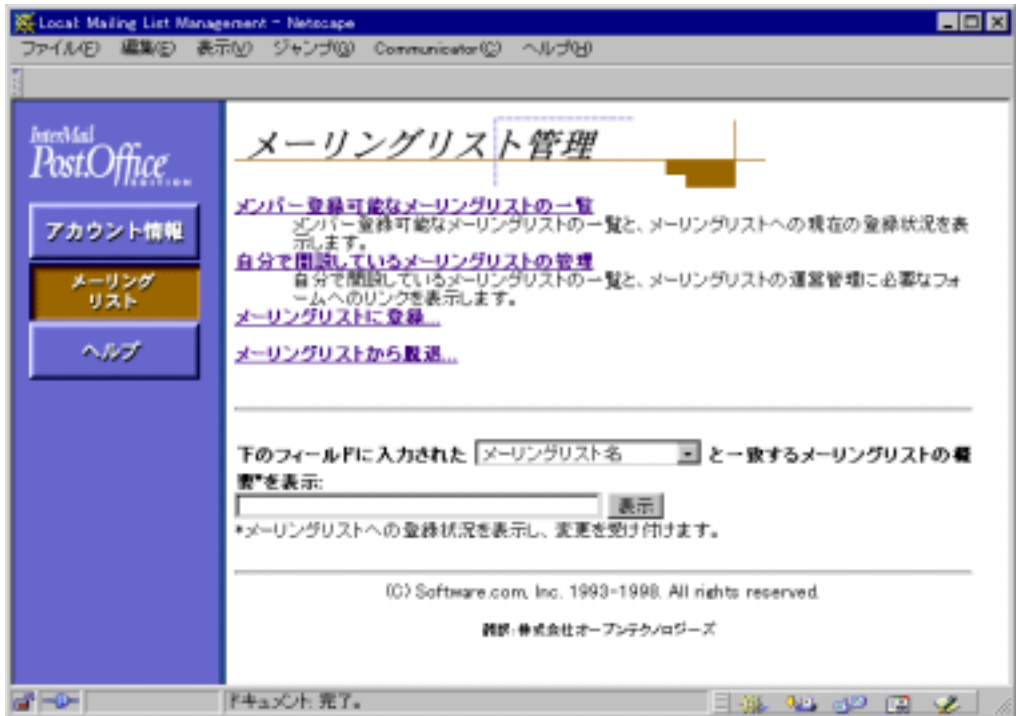 Local: Mailing List Management - Netscape
ファイル(F) 編集(E) 表示(V) ジャンプ(G) Communicator(C) ヘルプ(H)
InterMail
Post.Office
EDITION
アカウント情報
メーリング
リスト
ヘルプ
メーリングリスト管理
メンバー登録可能なメーリングリストの一覧
メンバー登録可能なメーリングリストの一覧と、メーリングリストへの現在の登録状況を表
示します。
自分で開設しているメーリングリストの管理
自分で開設しているメーリングリストの一覧と、メーリングリストの運営管理に必要なフォ
ームへのリンクを表示します。
メーリングリストに登録...
メーリングリストから脱退...
下のフィールドに入力された メーリングリスト名 と一致するメーリングリストの概
要*を表示:
表示
*メーリングリストへの登録状況を表示し、変更を受け付けます。
(C) Software.com, Inc. 1993-1998. All rights reserved.
翻訳:株式会社オープンテクノロジーズ
ドキュメント: 完了。